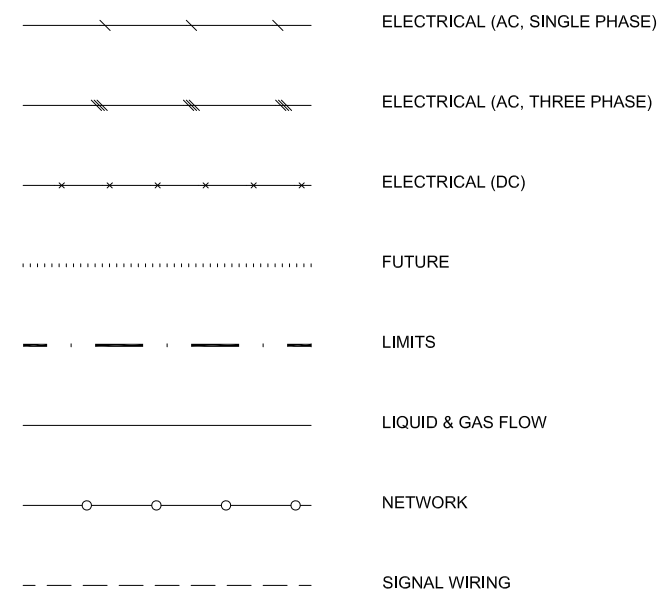 ELECTRICAL (AC, SINGLE PHASE)
ELECTRICAL (AC, THREE PHASE)
ELECTRICAL (DC)
FUTURE
LIMITS
LIQUID & GAS FLOW
NETWORK
SIGNAL WIRING